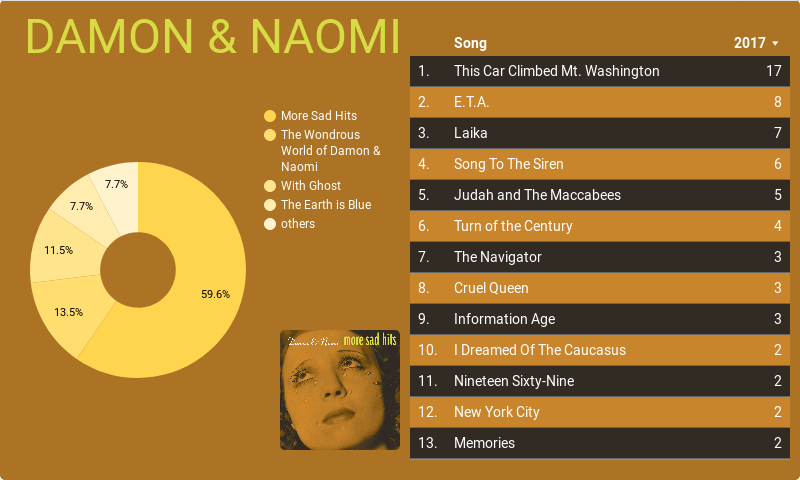 DAMON & NAOMI
More Sad Hits
The Wondrous
World of Damon &
Naomi
With Ghost
The Earth is Blue
others
7.7%
7.7%
11.5%
13.5%
59.6%
Damon & Naomi more sad hits
Song 2017
1. This Car Climbed Mt. Washington 17
2. E.T.A. 8
3. Laika 7
4. Song To The Siren 6
5. Judah and The Maccabees 5
6. Turn of the Century 4
7. The Navigator 3
8. Cruel Queen 3
9. Information Age 3
10. I Dreamed Of The Caucasus 2
11. Nineteen Sixty-Nine 2
12. New York City 2
13. Memories 2